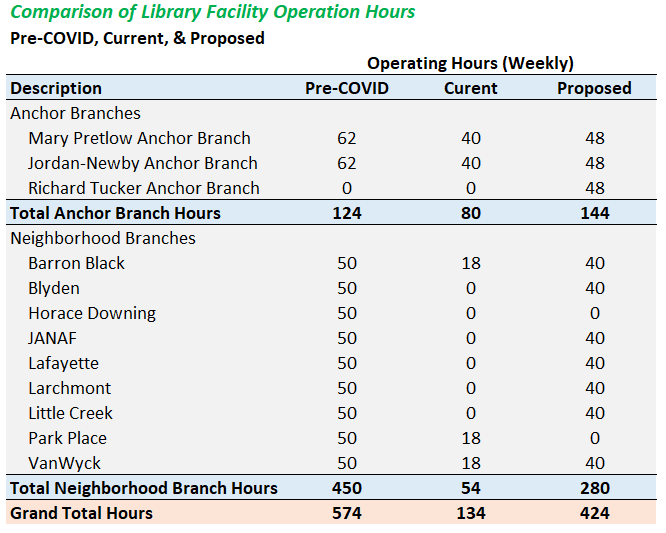 Comparison of Library Facility Operation Hours
Pre-COVID, Current, & Proposed
Operating Hours (Weekly)
Description Pre-COVID Curent Proposed
Anchor Branches
Mary Pretlow Anchor Branch 62 40 48
Jordan-Newby Anchor Branch 62 40 48
Richard Tucker Anchor Branch 0 0 48
Total Anchor Branch Hours 124 80 144
Neighborhood Branches
Barron Black 50 18 40
Blyden 50 0 40
Horace Downing 50 0 0
JANAF 50 0 40
Lafayette 50 0 40
Larchmont 50 0 40
Little Creek 50 0 40
Park Place 50 18 0
VanWyck 50 18 40
Total Neighborhood Branch Hours 450 54 280
Grand Total Hours 574 134 424